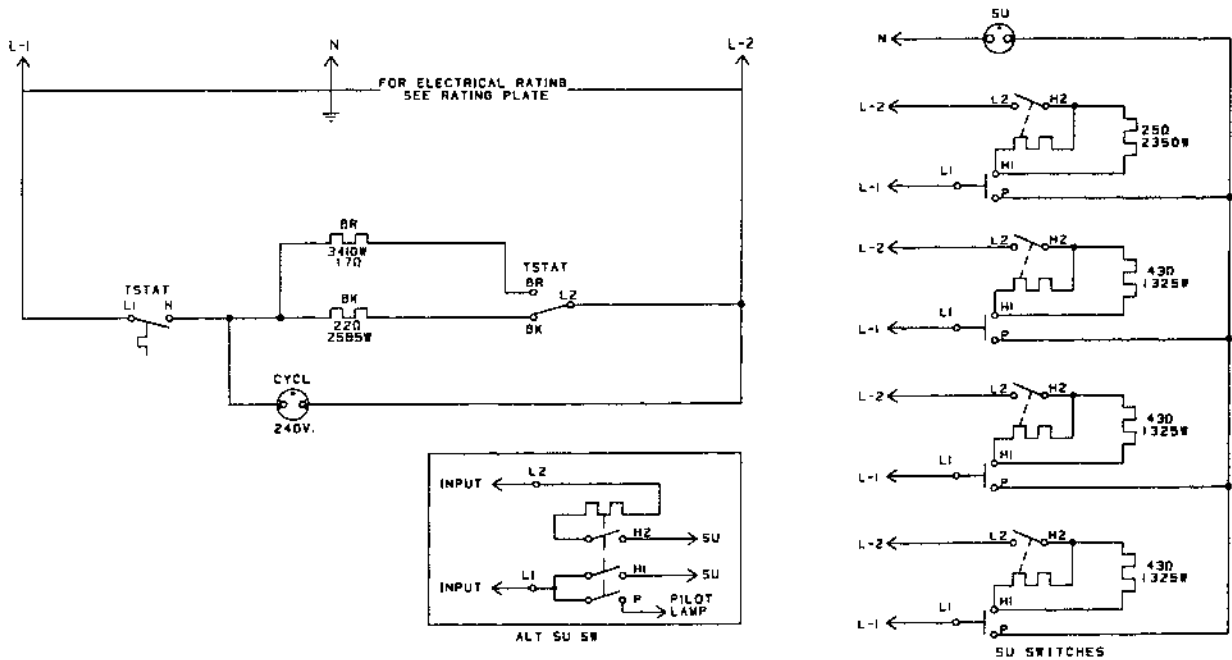 L-1
N
L-2
FOR ELECTRICAL RATING
SEE RATING PLATE
BR
3410W
17Ω
TSTAT
BR
L2
BK
TSTAT
L1
H
BK
22Ω
2585W
CYCL
240V.
INPUT
L2
H2
SU
INPUT
L1
H1
SU
P
PILOT
LAMP
ALT SU SW
SU
N
L-2
L2
H2
25Ω
2350W
H1
L-1
L1
P
L-2
L2
H2
43Ω
1325W
H1
L-1
L1
P
L-2
L2
H2
43Ω
1325W
H1
L-1
L1
P
L-2
L2
H2
43Ω
1325W
H1
L-1
L1
P
SU SWITCHES